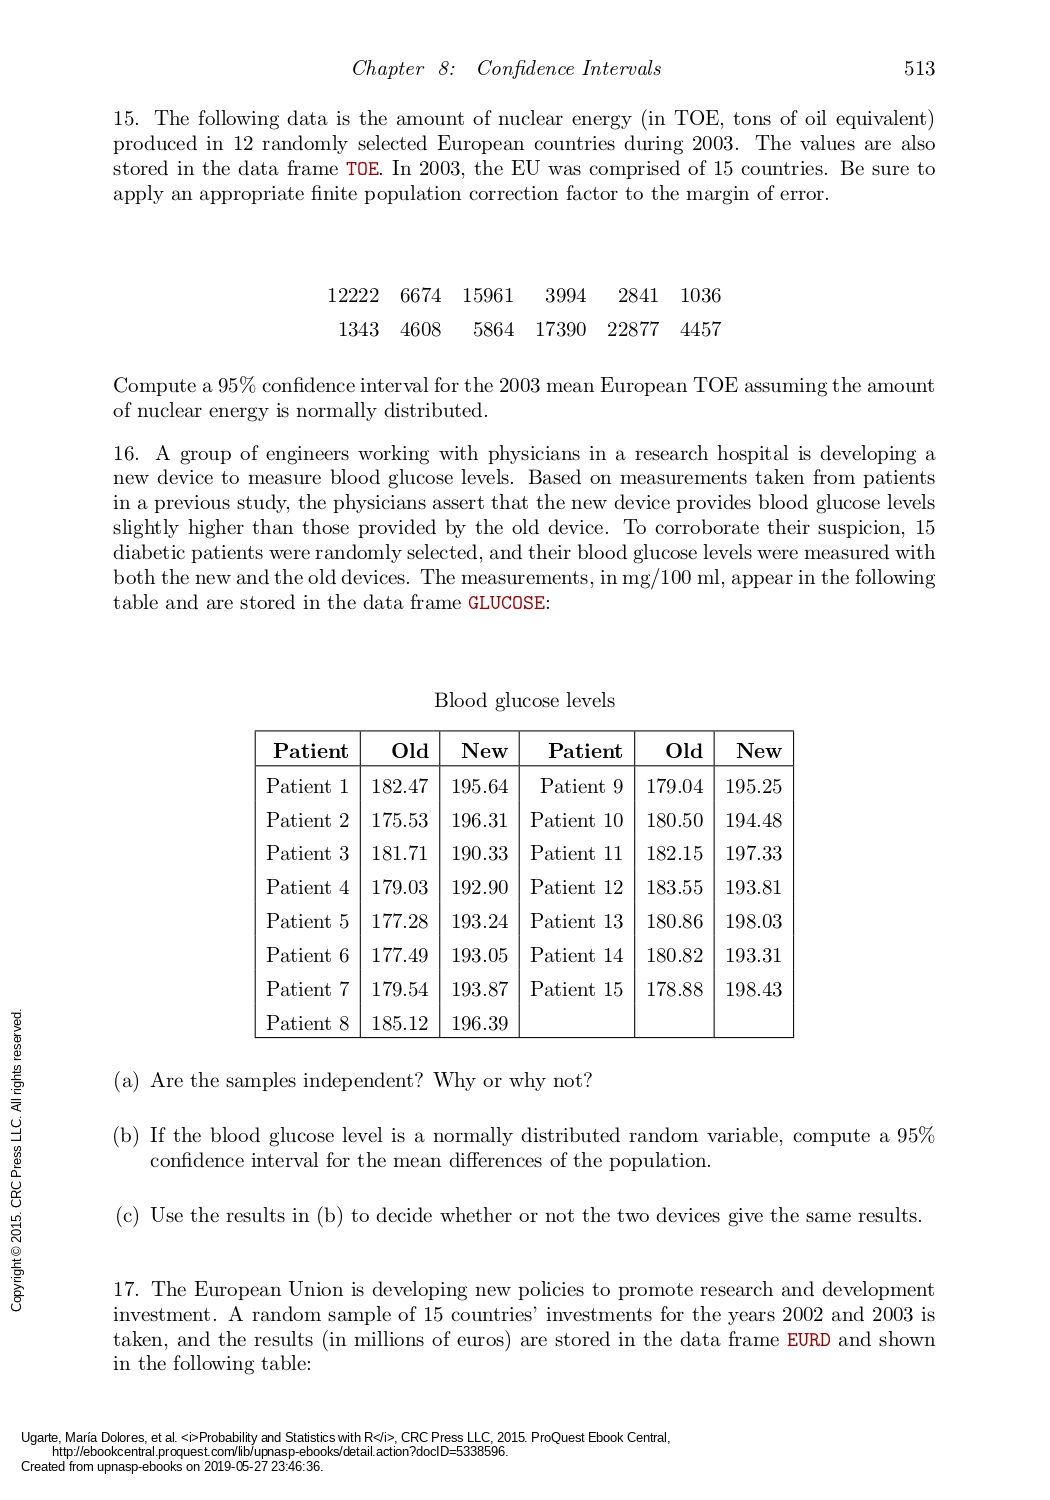 Chapter 8: Confidence Intervals 513
15. The following data is the amount of nuclear energy (in TOE, tons of oil equivalent)
produced in 12 randomly selected European countries during 2003. The values are also
stored in the data frame TOE. In 2003, the EU was comprised of 15 countries. Be sure to
apply an appropriate finite population correction factor to the margin of error.
12222 6674 15961 3994 2841 1036
1343 4608 5864 17390 22877 4457
Compute a 95% confidence interval for the 2003 mean European TOE assuming the amount
of nuclear energy is normally distributed.
16. A group of engineers working with physicians in a research hospital is developing a
new device to measure blood glucose levels. Based on measurements taken from patients
in a previous study, the physicians assert that the new device provides blood glucose levels
slightly higher than those provided by the old device. To corroborate their suspicion, 15
diabetic patients were randomly selected, and their blood glucose levels were measured with
both the new and the old devices. The measurements, in mg/100 ml, appear in the following
table and are stored in the data frame GLUCOSE:
Blood glucose levels
Patient Old New Patient Old New
Patient 1 182.47 195.64 Patient 9 179.04 195.25
Patient 2 175.53 196.31 Patient 10 180.50 194.48
Patient 3 181.71 190.33 Patient 11 182.15 197.33
Patient 4 179.03 192.90 Patient 12 183.55 193.81
Patient 5 177.28 193.24 Patient 13 180.86 198.03
Patient 6 177.49 193.05 Patient 14 180.82 193.31
Patient 7 179.54 193.87 Patient 15 178.88 198.43
Patient 8 185.12 196.39
(a) Are the samples independent? Why or why not?
(b) If the blood glucose level is a normally distributed random variable, compute a 95%
confidence interval for the mean differences of the population.
(c) Use the results in (b) to decide whether or not the two devices give the same results.
17. The European Union is developing new policies to promote research and development
investment. A random sample of 15 countries' investments for the years 2002 and 2003 is
taken, and the results (in millions of euros) are stored in the data frame EURD and shown
in the following table:
Copyright © 2015. CRC Press LLC. All rights reserved.
Ugarte, María Dolores, et al. <i>Probability and Statistics with R</i>, CRC Press LLC, 2015. ProQuest Ebook Central,
http://ebookcentral.proquest.com/lib/upnasp-ebooks/detail.action?docID=5338596.
Created from upnasp-ebooks on 2019-05-27 23:46:36.